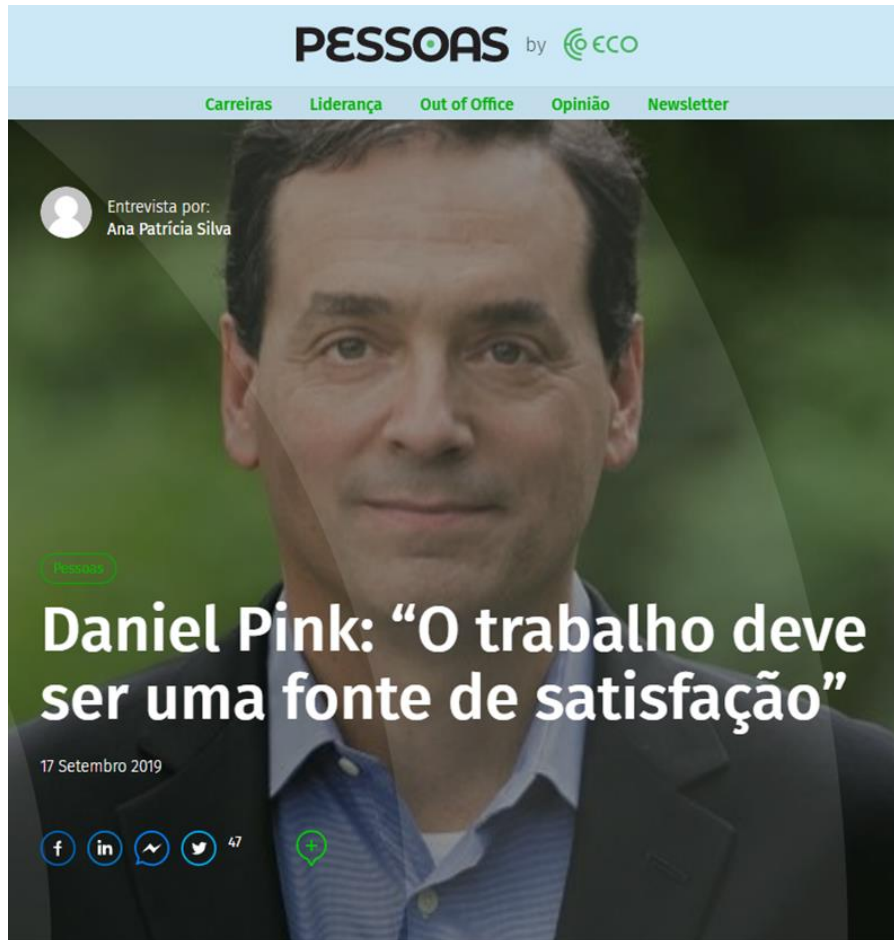 PESSOAS by ECO
Carreiras Liderança Out of Office Opinião Newsletter
Entrevista por:
Ana Patrícia Silva
Pessoas
Daniel Pink: “O trabalho deve
ser uma fonte de satisfação”
17 Setembro 2019
f in 47